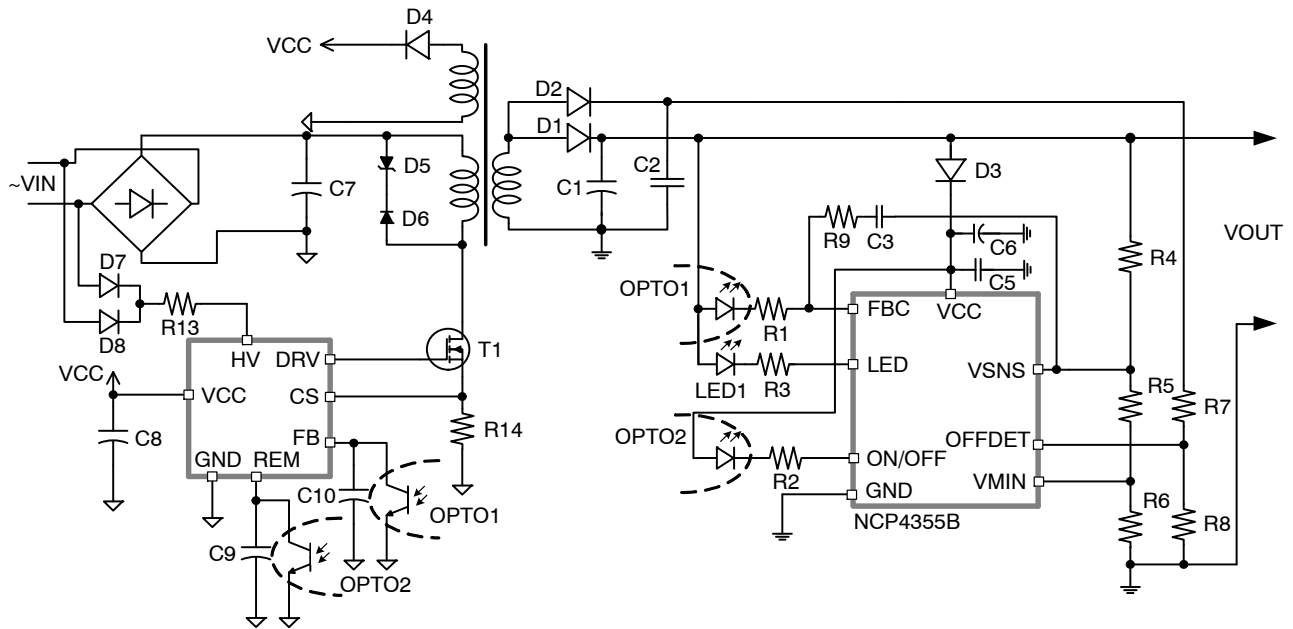 D4
VCC
D2
D1
~VIN
C7
D5
D6
C1
C2
D3
R9
C3
C6
R4
VOUT
C5
D7
D8
R13
OPTO1
R1
FBC
VCC
T1
HV
DRV
LED
LED1
R3
VSNS
VCC
VCC
CS
R5
R7
C8
FB
R14
OPTO2
OFFDET
GND
REM
R2
ON/OFF
VMIN
C10
GND
OPTO1
NCP4355B
R6
R8
C9
OPTO2